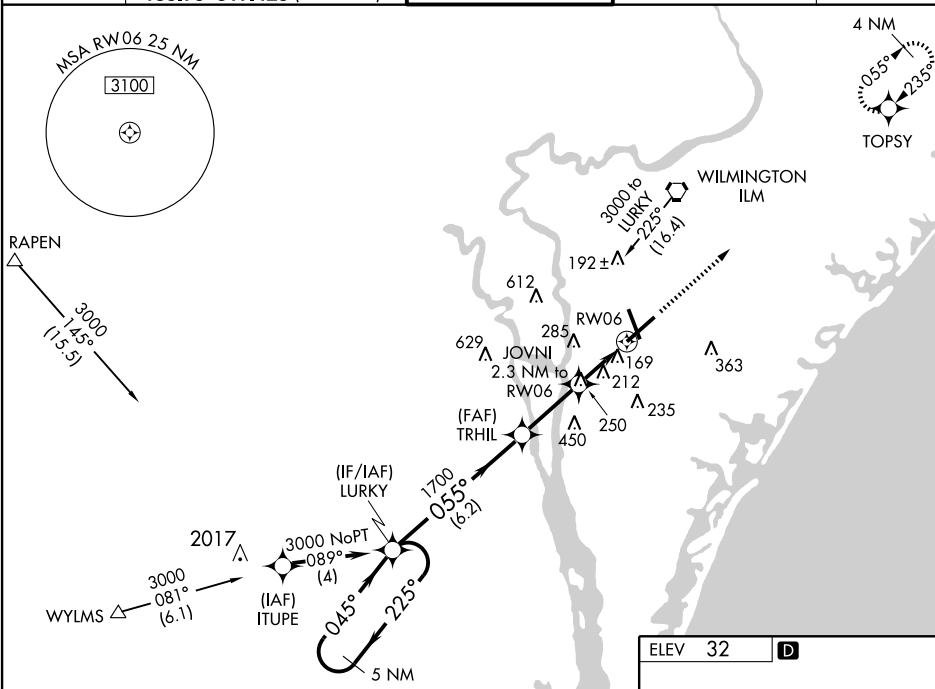 MSA RW06 25 NM
3100
4 NM
055°
235°
TOPSY
WILMINGTON
ILM
3000 to
LURKY
225°
(16.4)
192±
RAPEN
3000
145°
(15.5)
612
285
RW06
629
JOVNI
2.3 NM to
RW06
169
212
363
235
250
450
(FAF)
TRHIL
(IF/IAF)
LURKY
1700
055°
(6.2)
2017
3000 NoPT
089°
(4)
(IAF)
ITUPE
3000
081°
(6.1)
WYLMS
045°
225°
5 NM
ELEV 32 D